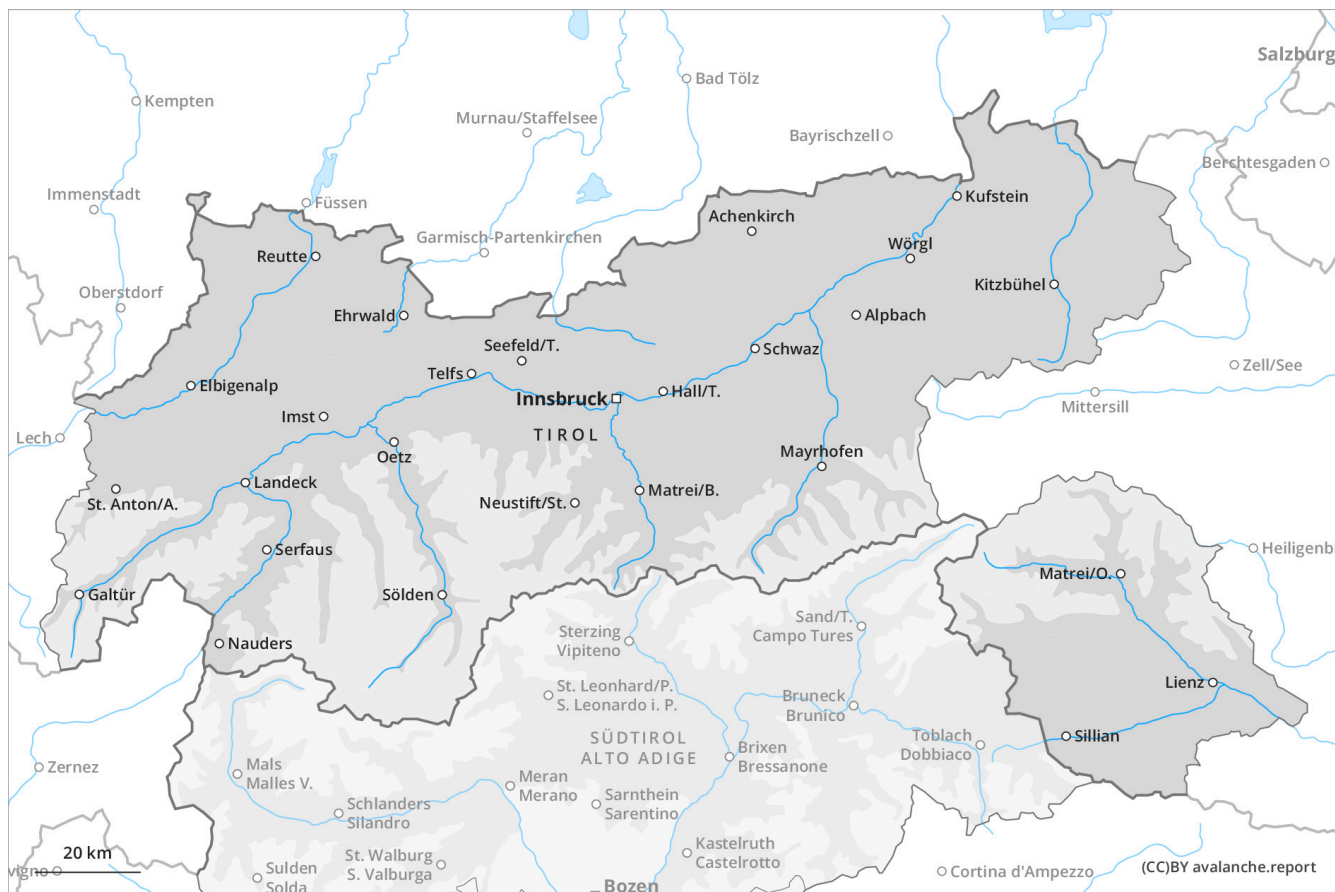 Salzburg
Kempten
Bad Tölz
Murnau/Staffelsee
Bayrischzell
Berchtesgaden
Immenstadt
Füssen
Kufstein
Achenkirch
Garmisch-Partenkirchen
Wörgl
Reutte
Kitzbühel
Oberstdorf
Ehrwald
Alpbach
Seefeld/T.
Schwaz
Zell/See
Telfs
Elbigenalp
Hall/T.
Innsbruck
Mittersill
Imst
TIROL
Lech
Oetz
Mayrhofen
Landeck
St. Anton/A.
Neustift/St.
Matrei/B.
Serfaus
Heiligenb
Matrei/O.
Galtür
Sölden
Sand/T.
Campo Tures
Sterzing
Vipiteno
Nauders
Lienz
St. Leonhard/P.
S. Leonardo i. P.
Bruneck
Brunico
Toblach
Dobbiaco
Sillian
SÜDTIROL
ALTO ADIGE
Brixen
Bressanone
Zernez
Mals
Malles V.
Meran
Merano
Schlanders
Silandro
Sarnthein
Sarentino
Kastelruth
Castelrotto
20 km
vigno
St. Walburg
S. Valburga
Sulden
Solda
Bozen
Cortina d'Ampezzo
(CC)BY avalanche.report